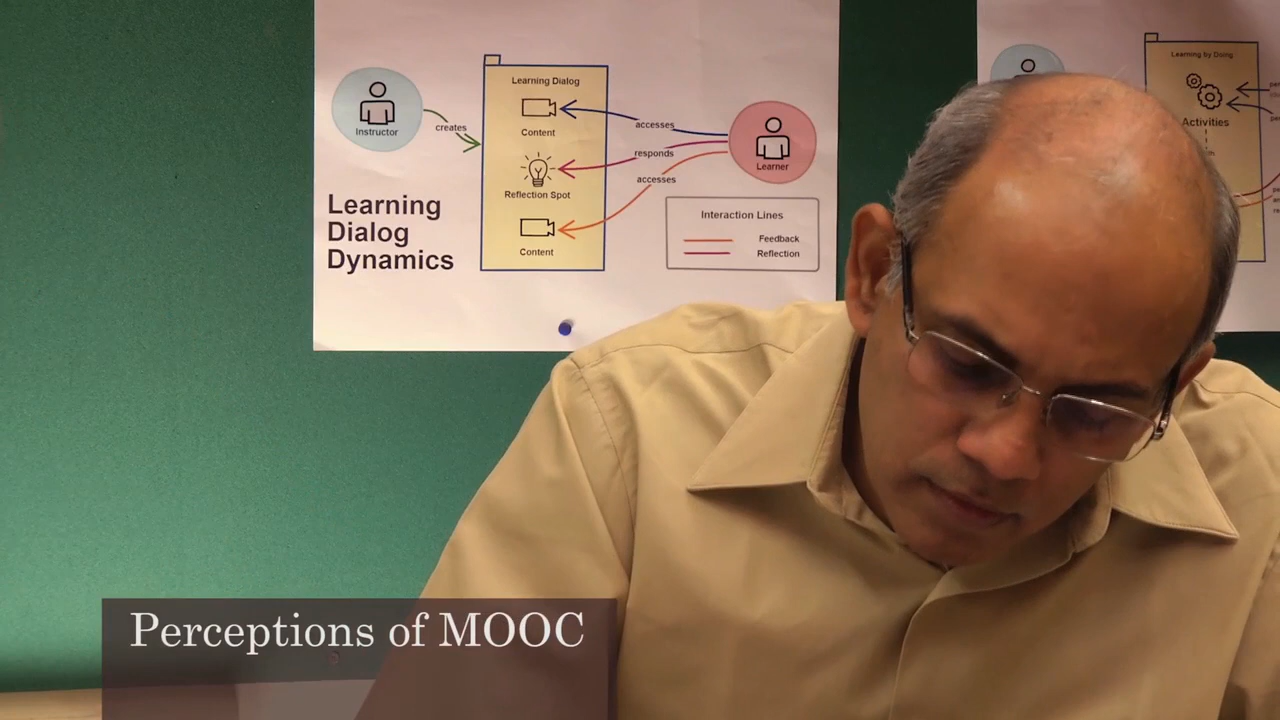 Learning Dialog
Instructor
creates
Content
accesses
responds
Learner
Reflection Spot
accesses
Content
Learning
Dialog
Dynamics
Interaction Lines
Feedback
Reflection
Learning by Doing
Activities
Perceptions of MOOC